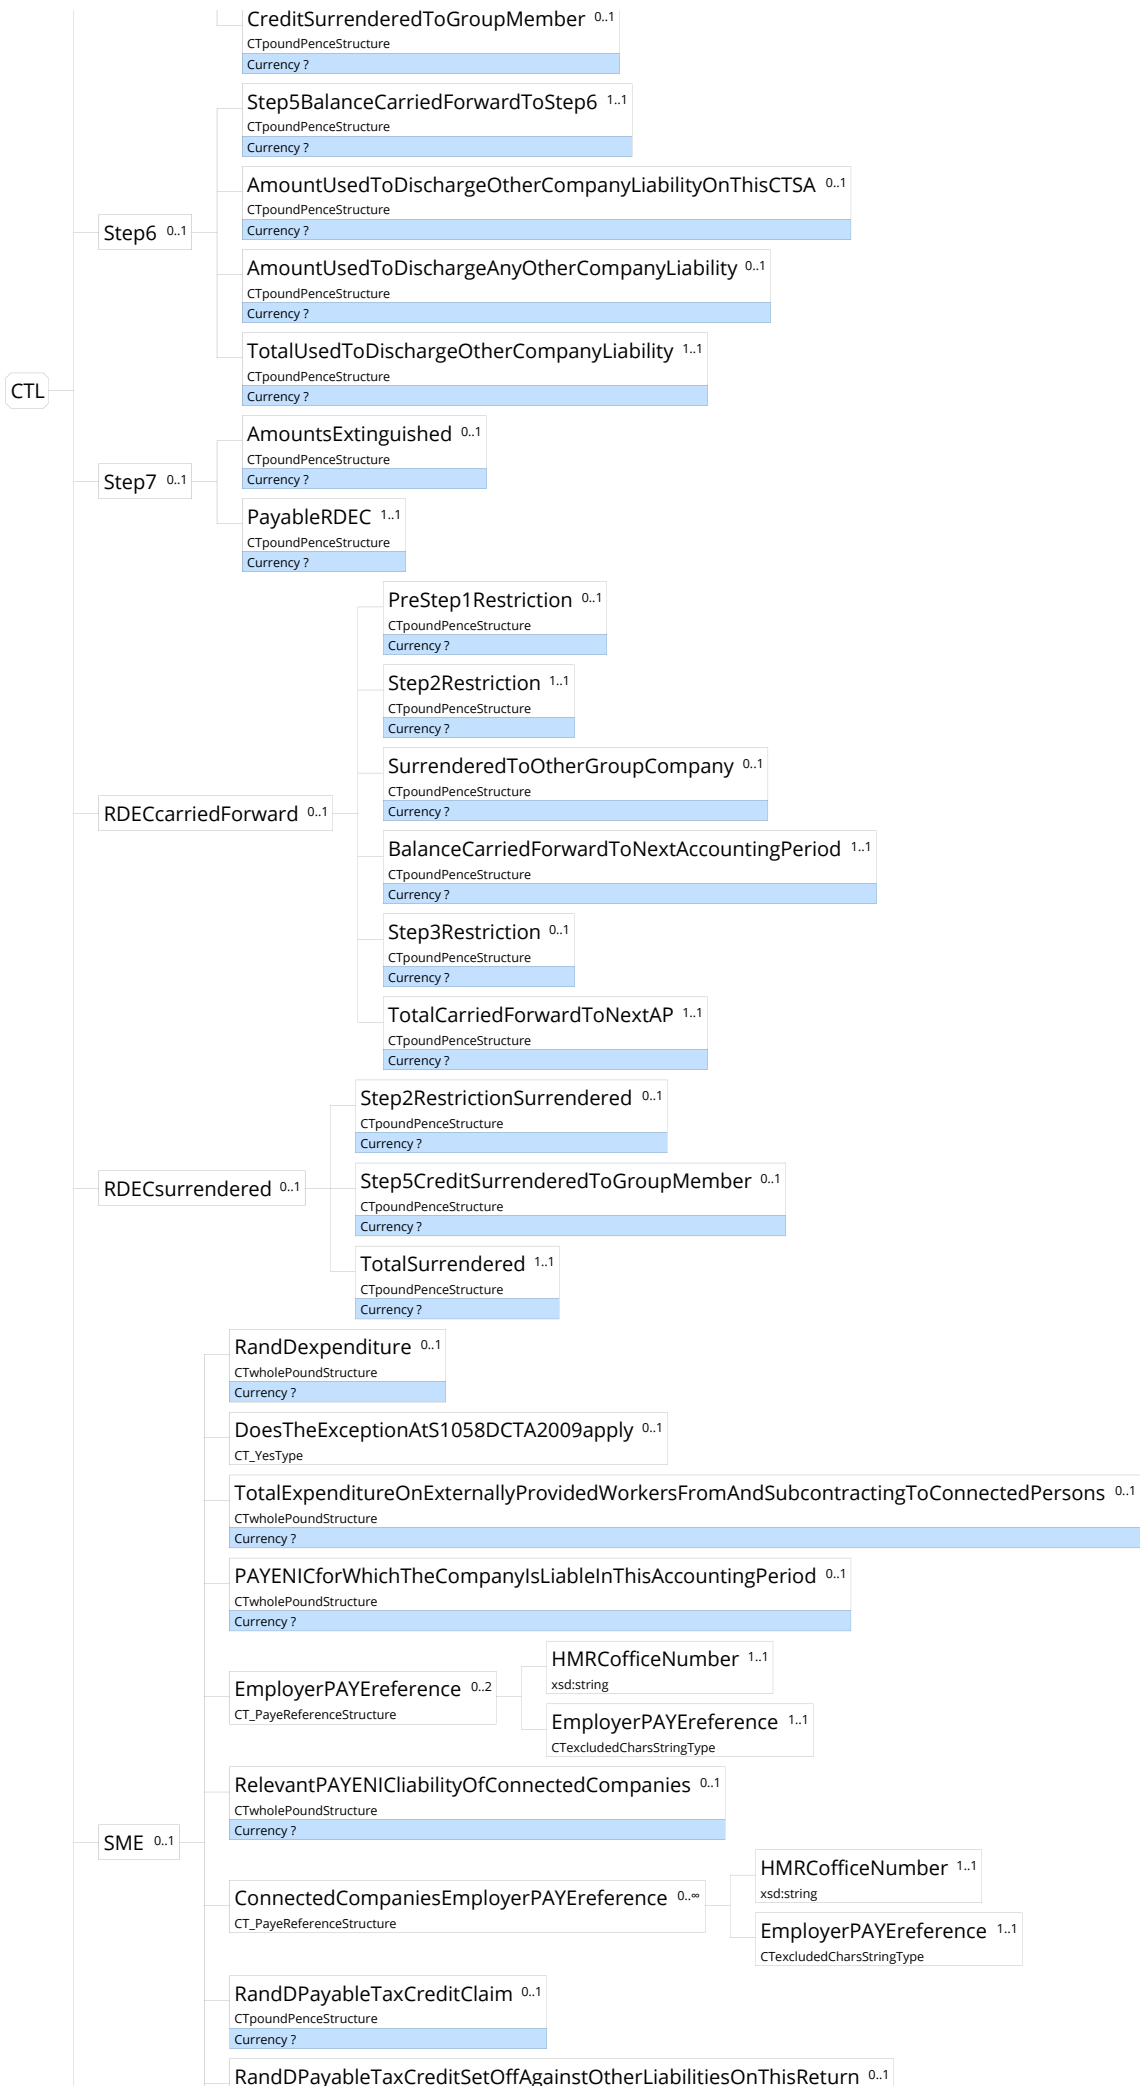 CreditSurrenderedToGroupMember 0..1
CTpoundPenceStructure
Currency ?
Step5BalanceCarriedForwardToStep6 1..1
CTpoundPenceStructure
Currency ?
AmountUsedToDischargeOtherCompanyLiabilityOnThisCTSA 0..1
CTpoundPenceStructure
Currency ?
Step6 0..1
AmountUsedToDischargeAnyOtherCompanyLiability 0..1
CTpoundPenceStructure
Currency ?
TotalUsedToDischargeOtherCompanyLiability 1..1
CTpoundPenceStructure
Currency ?
CTL
AmountsExtinguished 0..1
CTpoundPenceStructure
Currency ?
Step7 0..1
PayableRDEC 1..1
CTpoundPenceStructure
Currency ?
PreStep1Restriction 0..1
CTpoundPenceStructure
Currency ?
Step2Restriction 1..1
CTpoundPenceStructure
Currency ?
SurrenderedToOtherGroupCompany 0..1
CTpoundPenceStructure
Currency ?
RDECcarriedForward 0..1
BalanceCarriedForwardToNextAccountingPeriod 1..1
CTpoundPenceStructure
Currency ?
Step3Restriction 0..1
CTpoundPenceStructure
Currency ?
TotalCarriedForwardToNextAP 1..1
CTpoundPenceStructure
Currency ?
Step2RestrictionSurrendered 0..1
CTpoundPenceStructure
Currency ?
RDECsurrendered 0..1
Step5CreditSurrenderedToGroupMember 0..1
CTpoundPenceStructure
Currency ?
TotalSurrendered 1..1
CTpoundPenceStructure
Currency ?
RandDexpenditure 0..1
CTwholePoundStructure
Currency ?
DoesTheExceptionAtS1058DCTA2009apply 0..1
CT_YesType
TotalExpenditureOnExternallyProvidedWorkersFromAndSubcontractingToConnectedPersons 0..1
CTwholePoundStructure
Currency ?
PAYENICforWhichTheCompanyIsLiableInThisAccountingPeriod 0..1
CTwholePoundStructure
Currency ?
EmployerPAYEreference 0..2
CT_PayeReferenceStructure
HMRCofficeNumber 1..1
xsd:string
EmployerPAYEreference 1..1
CTexcludedCharsStringType
RelevantPAYENICliabilityOfConnectedCompanies 0..1
CTwholePoundStructure
Currency ?
SME 0..1
ConnectedCompaniesEmployerPAYEreference 0..∞
CT_PayeReferenceStructure
HMRCofficeNumber 1..1
xsd:string
EmployerPAYEreference 1..1
CTexcludedCharsStringType
RandDPayableTaxCreditClaim 0..1
CTpoundPenceStructure
Currency ?
RandDPayableTaxCreditSetOffAgainstOtherLiabilitiesOnThisReturn 0..1